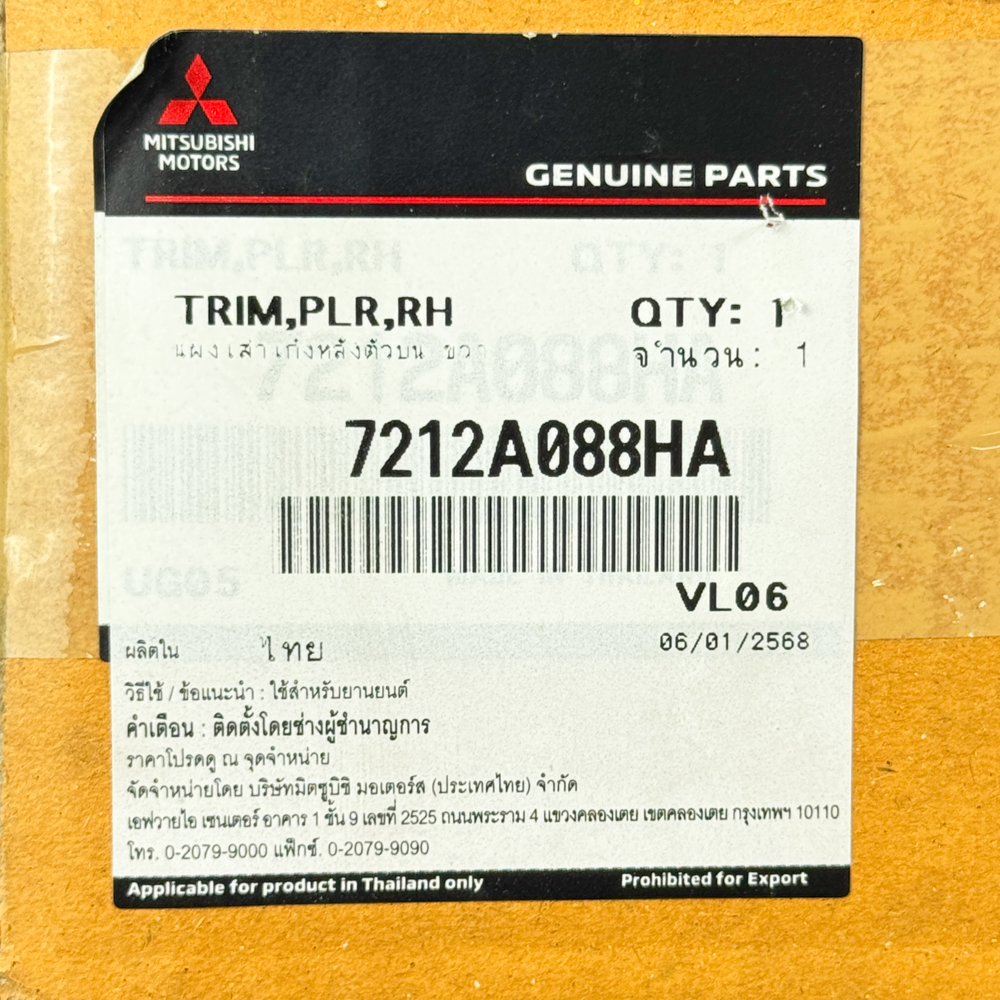 MITSUBISHI
MOTORS
GENUINE PARTS
TRIM,PLR,RH
QTY: 1
TRIM,PLR,RH QTY: 1
แผงเสาเก๋งหลังตัวบน
จำนวน: 1
7212A088HA
7212A088HA
UG05
MADE IN THAILAND
VL06
ผลิตใน ไทย
06/01/2568
วิธีใช้ / ข้อแนะนำ : ใช้สำหรับยานยนต์
คำเตือน : ติดตั้งโดยช่างผู้ชำนาญการ
ราคาโปรดดู ณ จุดจำหน่าย
จัดจำหน่ายโดย บริษัทมิตซูบิชิ มอเตอร์ส (ประเทศไทย) จำกัด
เอฟวายไอ เซนเตอร์ อาคาร 1 ชั้น 9 เลขที่ 2525 ถนนพระราม 4 แขวงคลองเตย เขตคลองเตย กรุงเทพฯ 10110
โทร. 0-2079-9000 แฟ็กซ์. 0-2079-9090
Applicable for product in Thailand only
Prohibited for Export